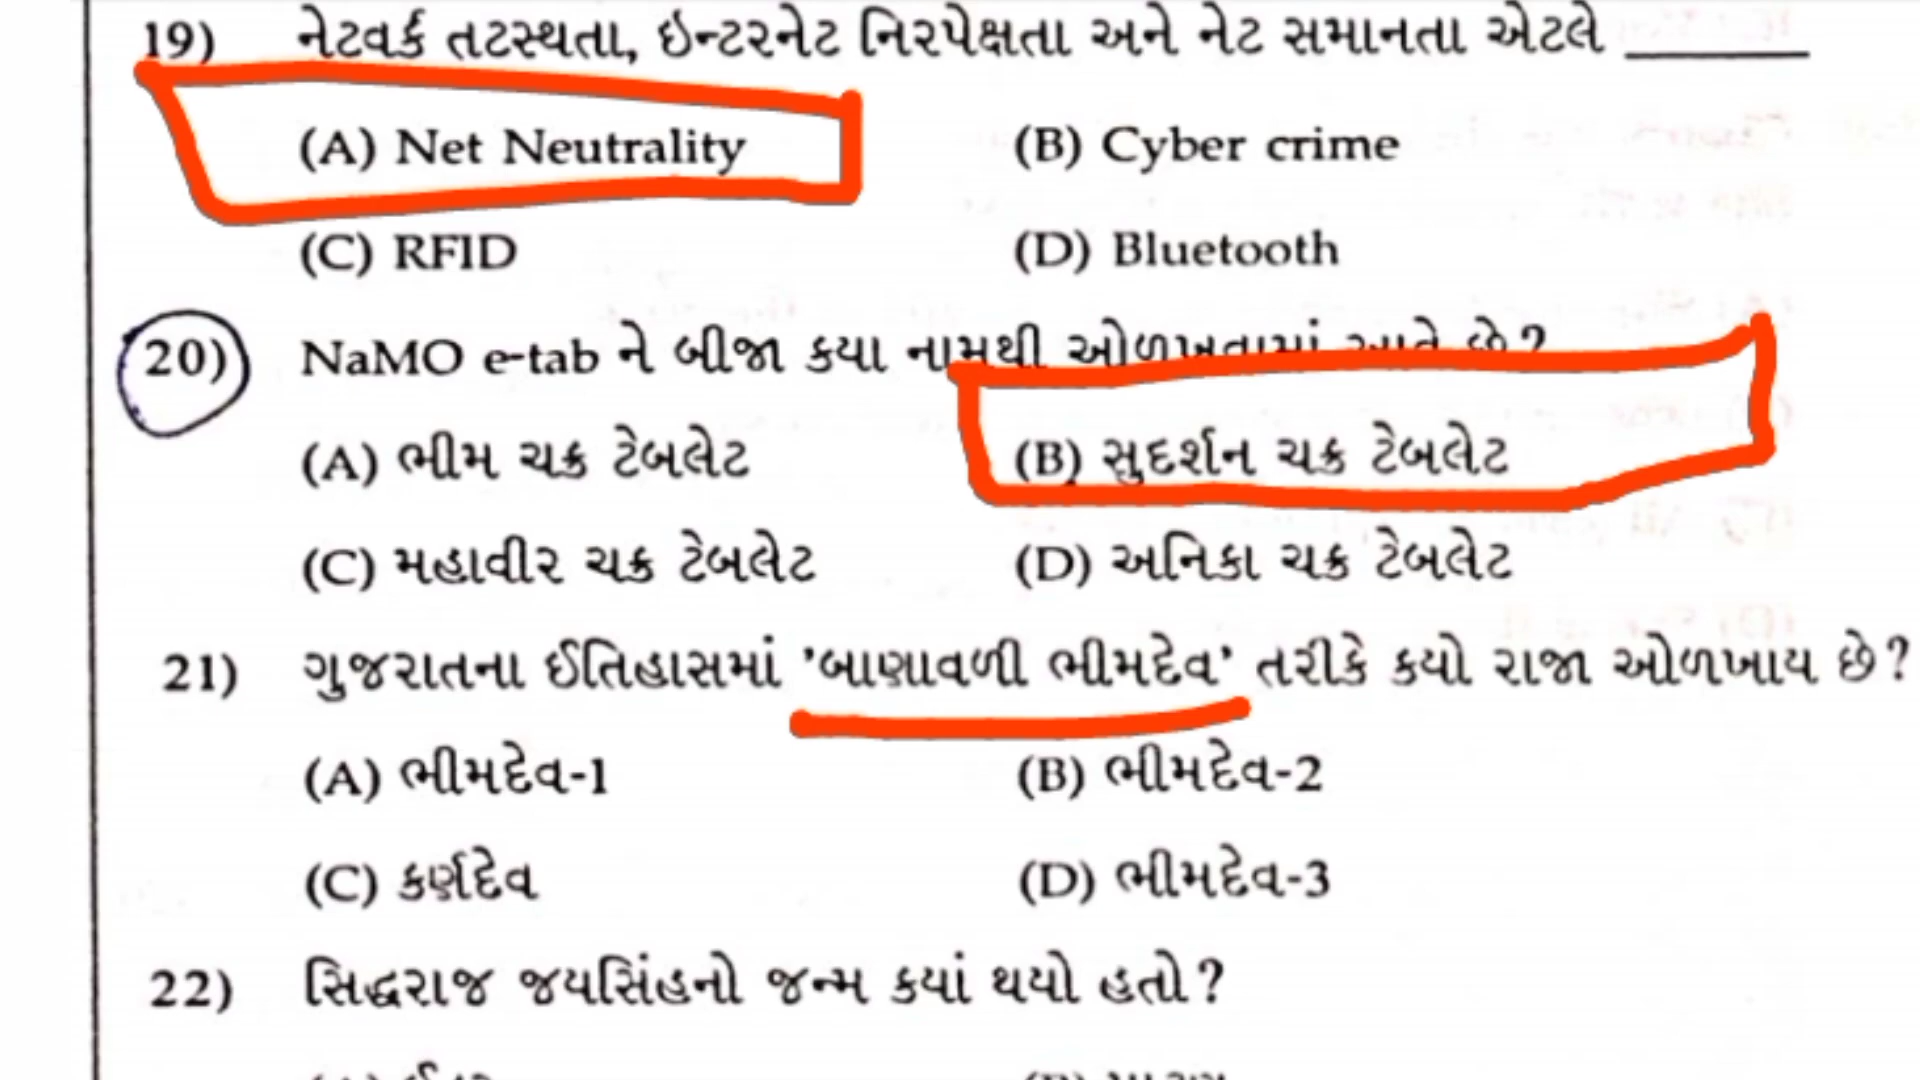 19) નેટવર્ક તટસ્થતા, ઇન્ટરનેટ નિરપેક્ષતા અને નેટ સમાનતા એટલે ______
(A) Net Neutrality (B) Cyber crime
(C) RFID (D) Bluetooth
20) NaMO e-tab ને બીજા કયા નામથી ઓળખવામાં આવે છે?
(A) ભીમ ચક્ર ટેબલેટ (B) સુદર્શન ચક્ર ટેબલેટ
(C) મહાવીર ચક્ર ટેબલેટ (D) અનિકા ચક્ર ટેબલેટ
21) ગુજરાતના ઈતિહાસમાં 'બાણાવળી ભીમદેવ' તરીકે કયો રાજા ઓળખાય છે?
(A) ભીમદેવ-1 (B) ભીમદેવ-2
(C) કર્ણદેવ (D) ભીમદેવ-3
22) સિદ્ધરાજ જયસિંહનો જન્મ કયાં થયો હતો?